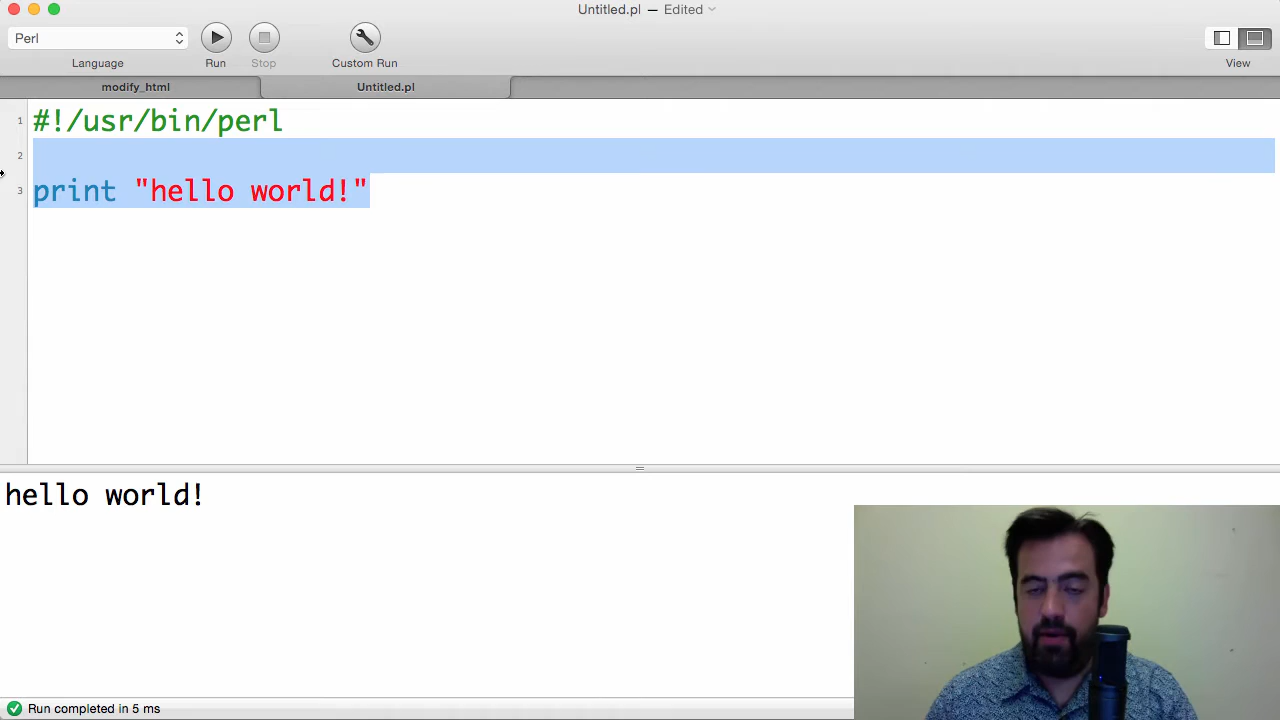 Untitled.pl — Edited
Perl
Language
Run
Stop
Custom Run
View
modify_html
Untitled.pl
1
#!/usr/bin/perl
2
3
print "hello world!"
hello world!
Run completed in 5 ms